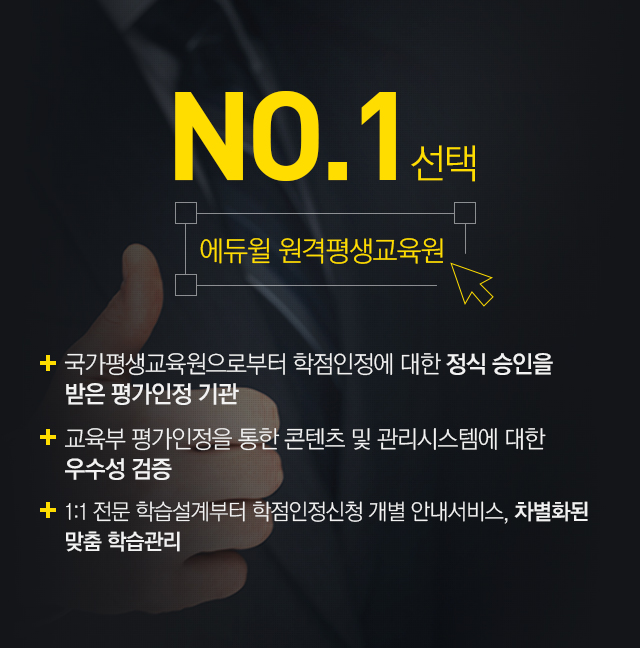 NO.1 선택
에듀윌 원격평생교육원
+ 국가평생교육원으로부터 학점인정에 대한 정식 승인을
받은 평가인정 기관
+ 교육부 평가인정을 통한 콘텐츠 및 관리시스템에 대한
우수성 검증
+ 1:1 전문 학습설계부터 학점인정신청 개별 안내서비스, 차별화된
맞춤 학습관리